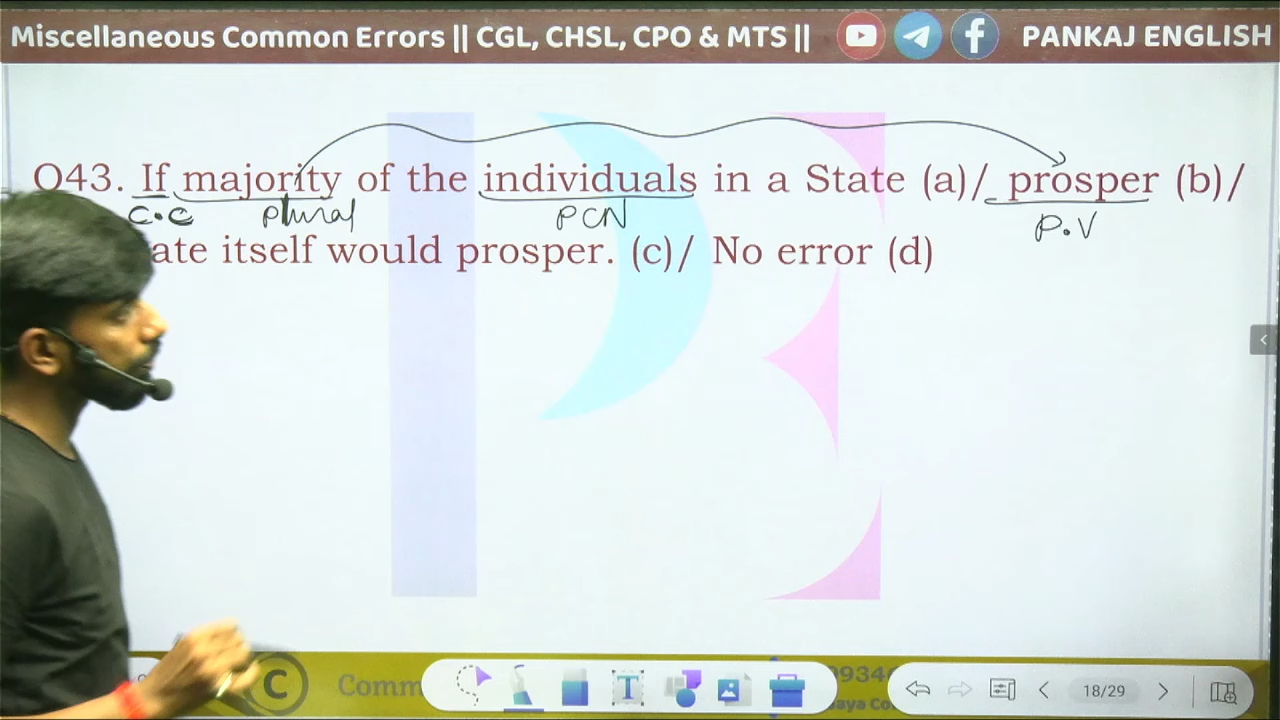 Miscellaneous Common Errors || CGL, CHSL, CPO & MTS || PANKAJ ENGLISH
Q43. If majority of the individuals in a State (a)/ prosper (b)/
C.C plural PCN P.V
ate itself would prosper. (c)/ No error (d)
C Comm
18/29